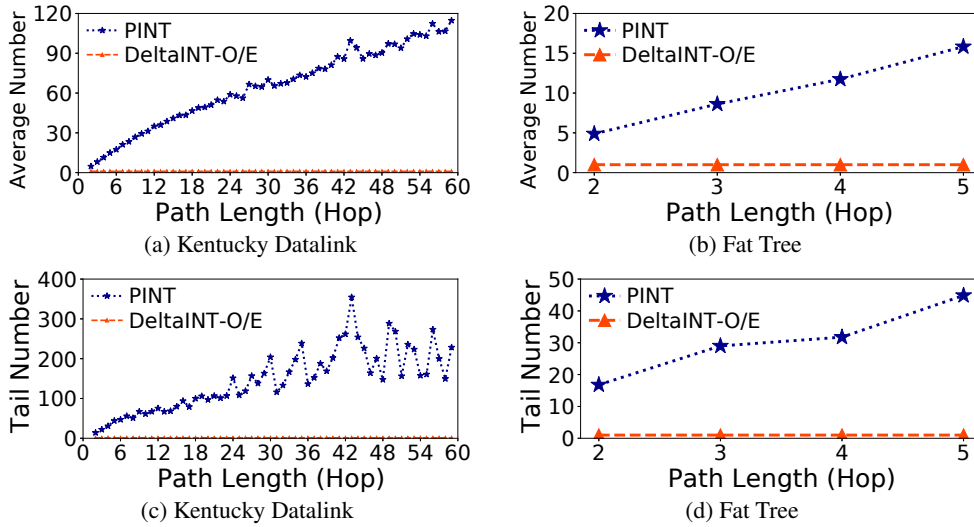 120
90
60
30
0
Average Number
PINT
DeltaINT-O/E
0 6 12 18 24 30 36 42 48 54 60
Path Length (Hop)
(a) Kentucky Datalink
20
15
10
5
0
Average Number
PINT
DeltaINT-O/E
2 3 4 5
Path Length (Hop)
(b) Fat Tree
400
300
200
100
0
Tail Number
PINT
DeltaINT-O/E
0 6 12 18 24 30 36 42 48 54 60
Path Length (Hop)
(c) Kentucky Datalink
50
40
30
20
10
0
Tail Number
PINT
DeltaINT-O/E
2 3 4 5
Path Length (Hop)
(d) Fat Tree